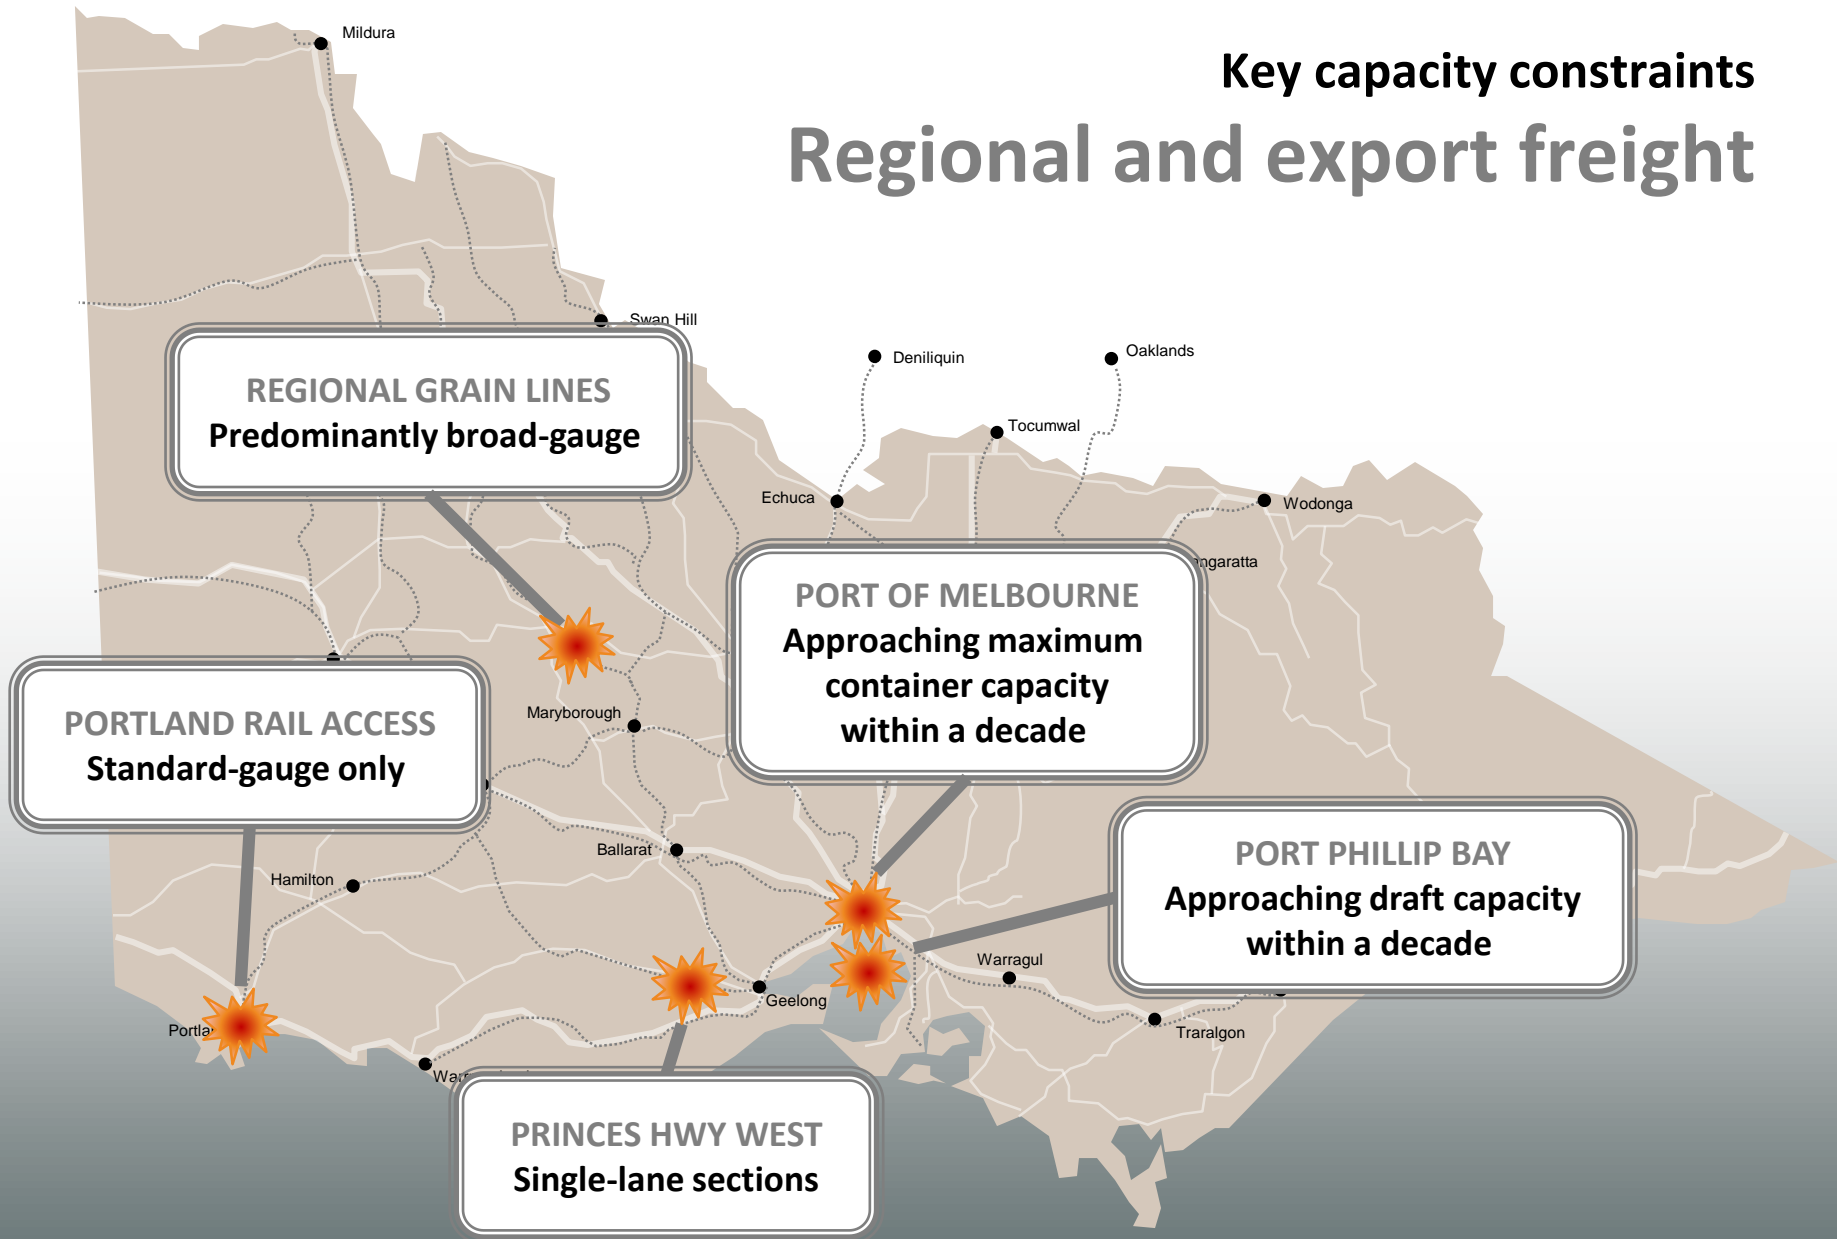 Key capacity constraints
Regional and export freight
Mildura
Swan Hill
Deniliquin
Oaklands
Tocumwal
Echuca
Wodonga
REGIONAL GRAIN LINES
Predominantly broad-gauge
PORT OF MELBOURNE
Approaching maximum
container capacity
within a decade
PORTLAND RAIL ACCESS
Standard-gauge only
Maryborough
Ballarat
Hamilton
PORT PHILLIP BAY
Approaching draft capacity
within a decade
Warragul
Geelong
Traralgon
PRINCES HWY WEST
Single-lane sections